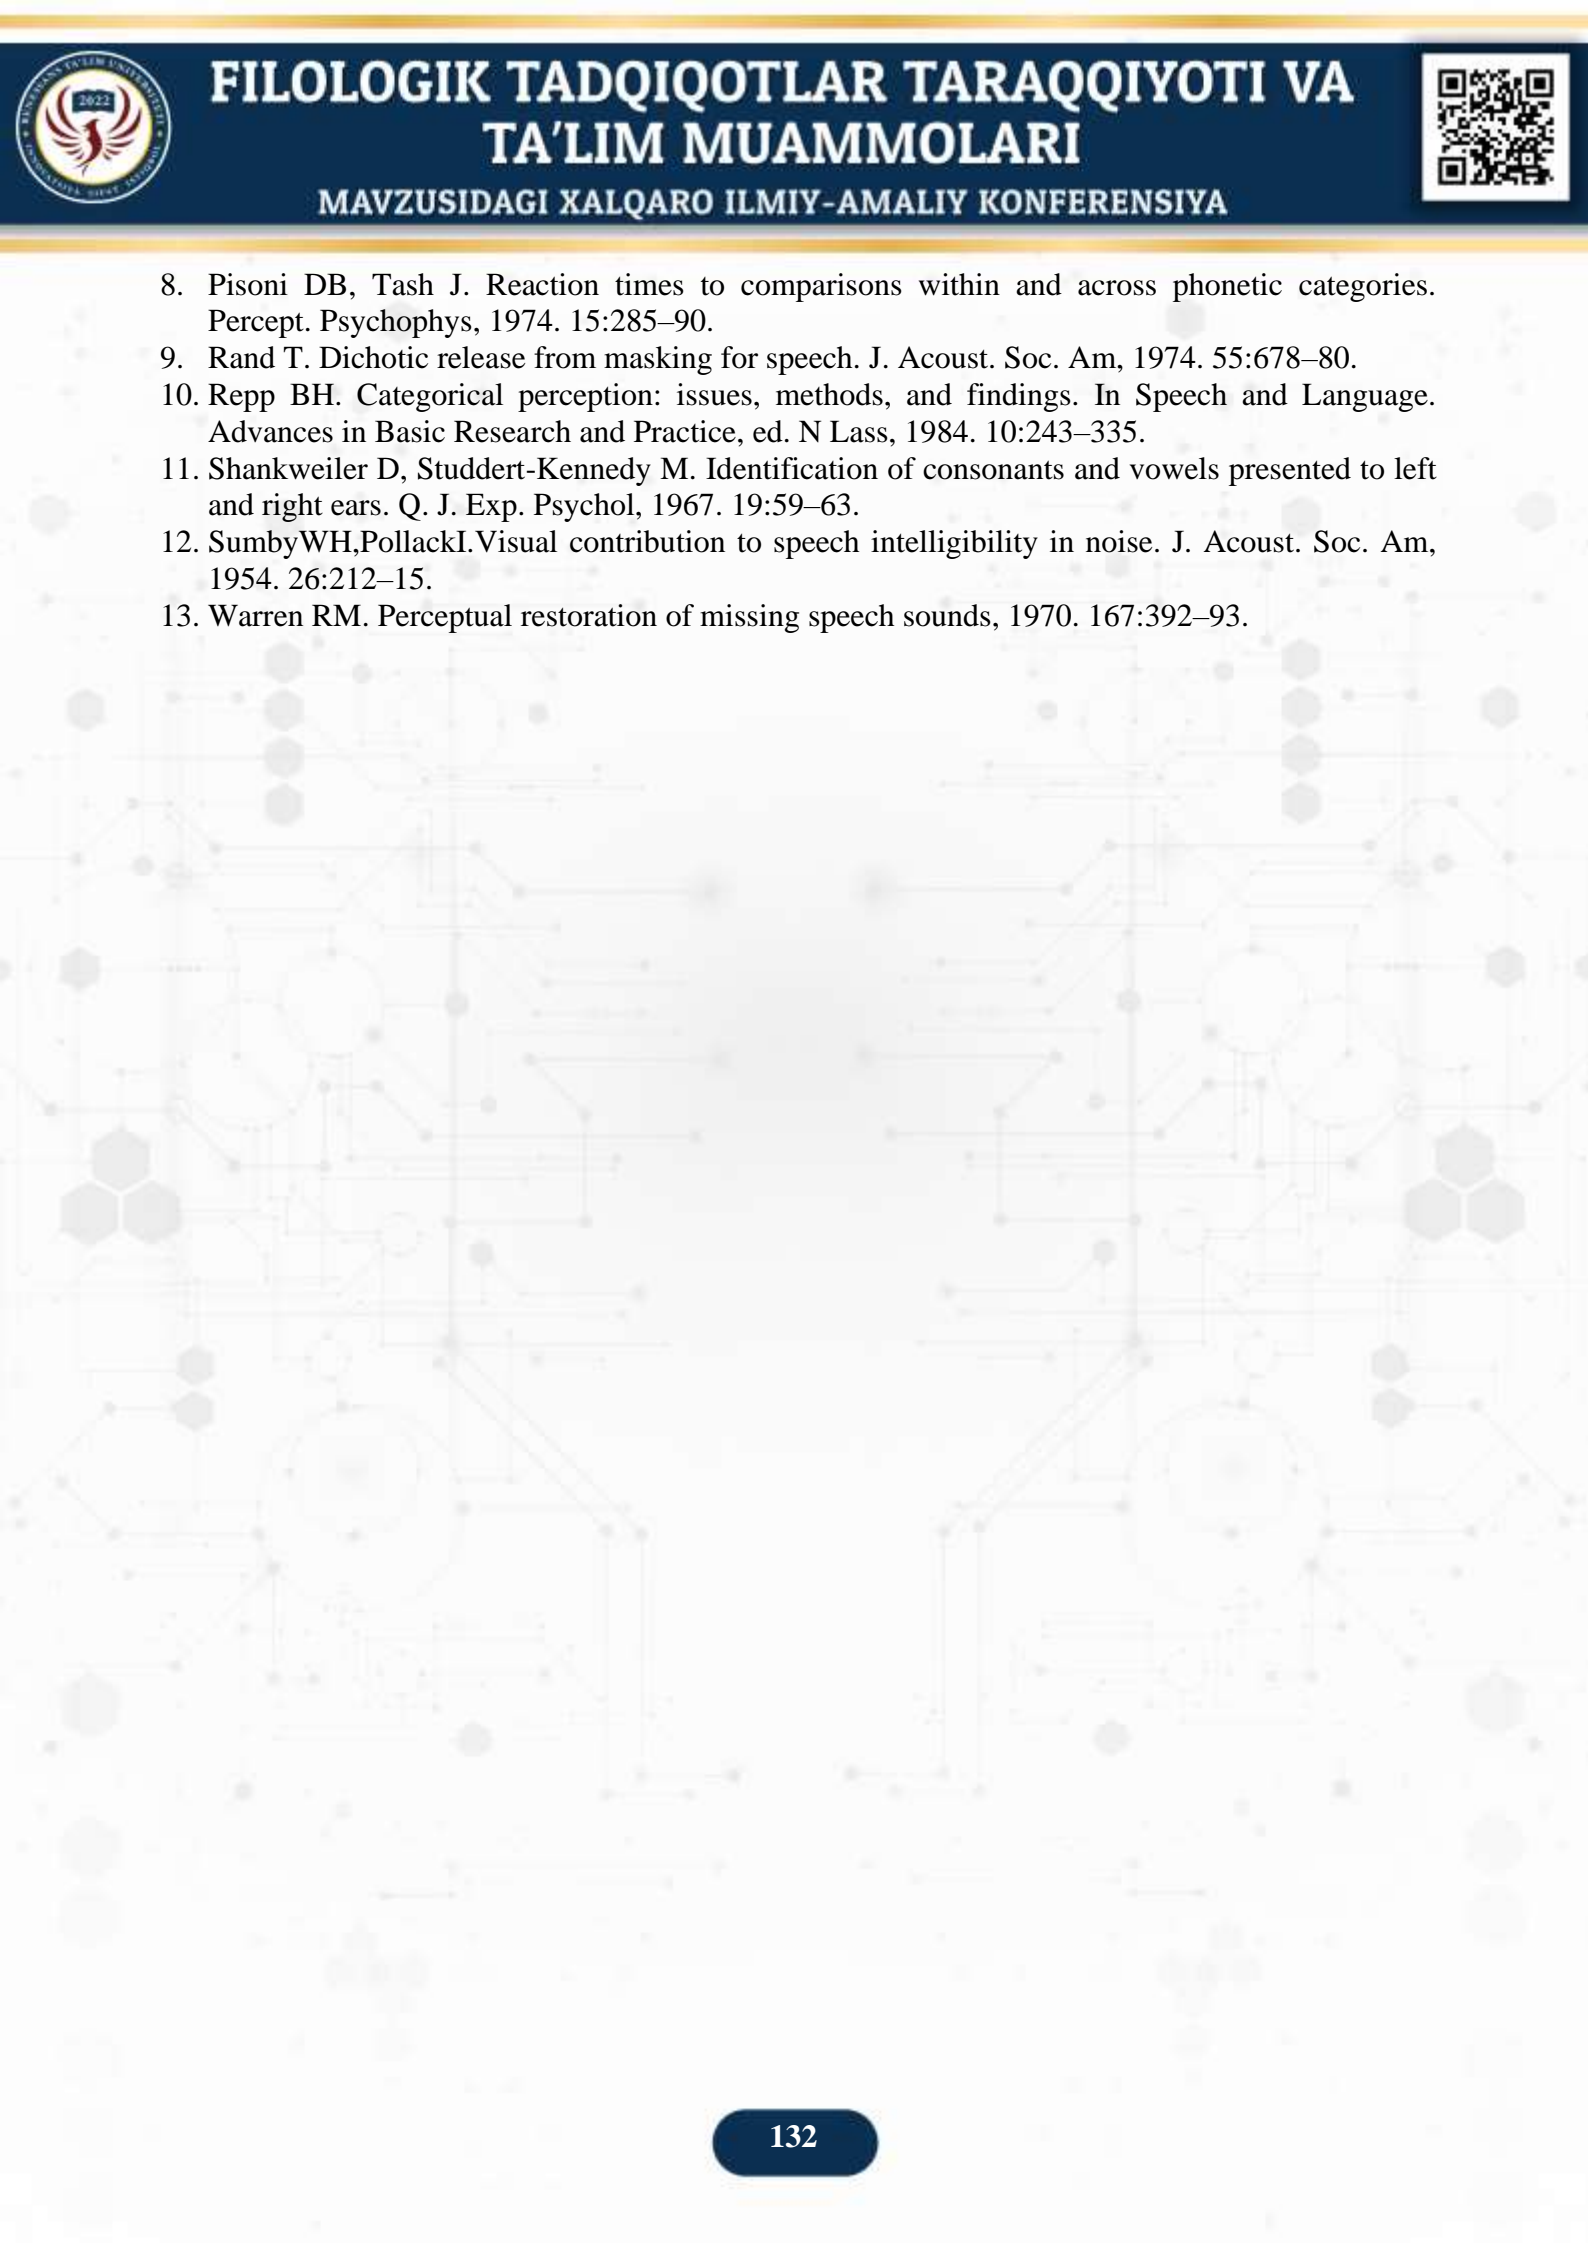 2022
FILOLOGIK TADQIQOTLAR TARAQQIYOTI VA
TA’LIM MUAMMOLARI
MAVZUSIDAGI XALQARO ILMIY-AMALIY KONFERENSIYA
8. Pisoni DB, Tash J. Reaction times to comparisons within and across phonetic categories.
Percept. Psychophys, 1974. 15:285–90.
9. Rand T. Dichotic release from masking for speech. J. Acoust. Soc. Am, 1974. 55:678–80.
10. Repp BH. Categorical perception: issues, methods, and findings. In Speech and Language.
Advances in Basic Research and Practice, ed. N Lass, 1984. 10:243–335.
11. Shankweiler D, Studdert-Kennedy M. Identification of consonants and vowels presented to left
and right ears. Q. J. Exp. Psychol, 1967. 19:59–63.
12. SumbyWH,PollackI.Visual contribution to speech intelligibility in noise. J. Acoust. Soc. Am,
1954. 26:212–15.
13. Warren RM. Perceptual restoration of missing speech sounds, 1970. 167:392–93.
132